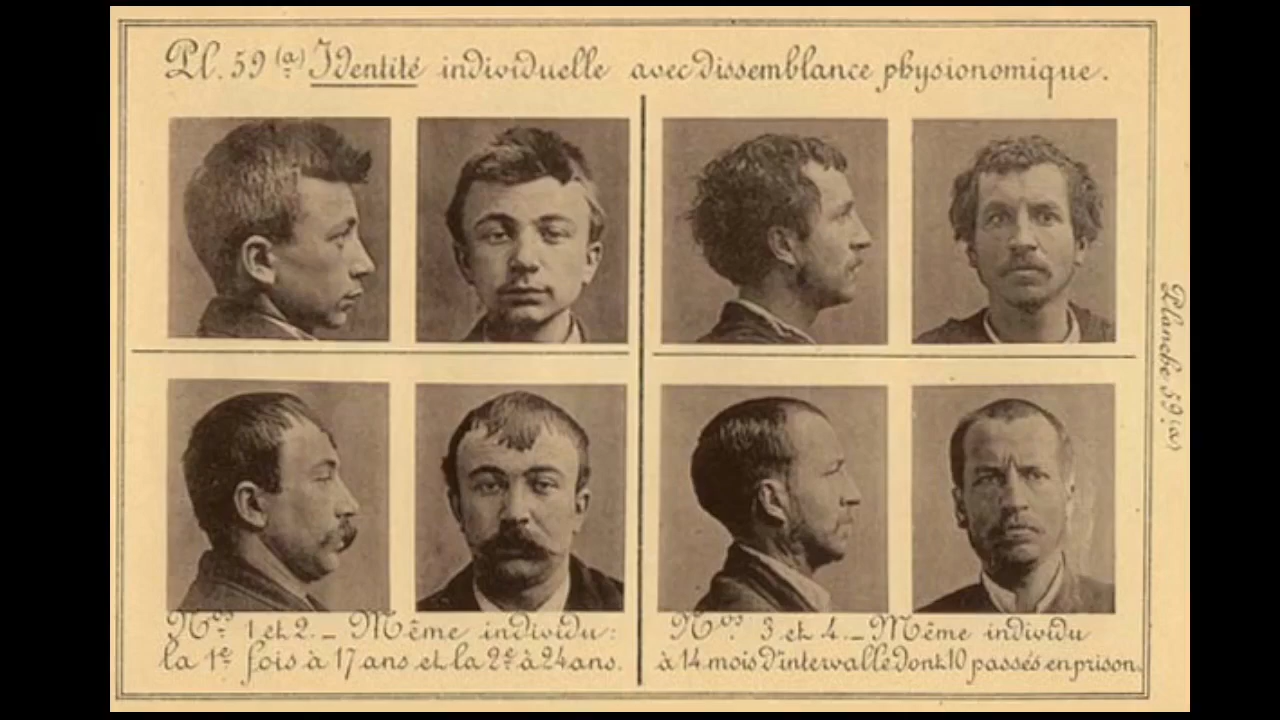 Pl. 59 (a) Identité individuelle avec dissemblance physionomique.
Planche 59 (a)
Nos. 1 et 2. _ Même individu:
la 1e fois à 17 ans et la 2e à 24 ans.
Nos. 3 et 4. _ Même individu
à 14 mois d'intervalle dont 10 passés en prison.